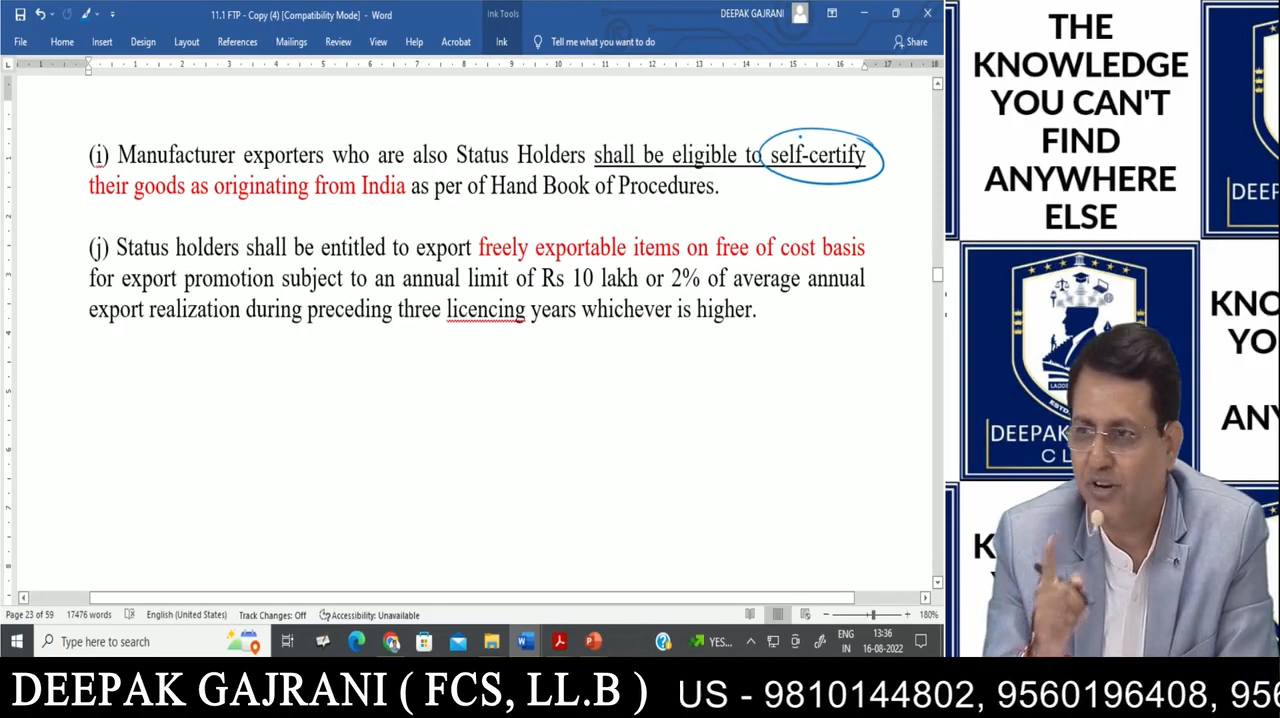 11.1 FTP - Copy (4) [Compatibility Mode] - Word
Ink Tools
DEEPAK GAJRANI
File Home Insert Design Layout References Mailings Review View Help Acrobat Ink Tell me what you want to do Share
(i) Manufacturer exporters who are also Status Holders shall be eligible to self-certify
their goods as originating from India as per of Hand Book of Procedures.
(j) Status holders shall be entitled to export freely exportable items on free of cost basis
for export promotion subject to an annual limit of Rs 10 lakh or 2% of average annual
export realization during preceding three licencing years whichever is higher.
Page 23 of 59 17476 words English (United States) Track Changes: Off Accessibility: Unavailable 180%
Type here to search
YES...
ENG
IN
13:36
16-08-2022
THE
KNOWLEDGE
YOU CAN'T
FIND
ANYWHERE
ELSE
DEEP
KNO
YO
ANY
DEEPAK
CL
K
DEEPAK GAJRANI ( FCS, LL.B ) US - 9810144802, 9560196408, 956